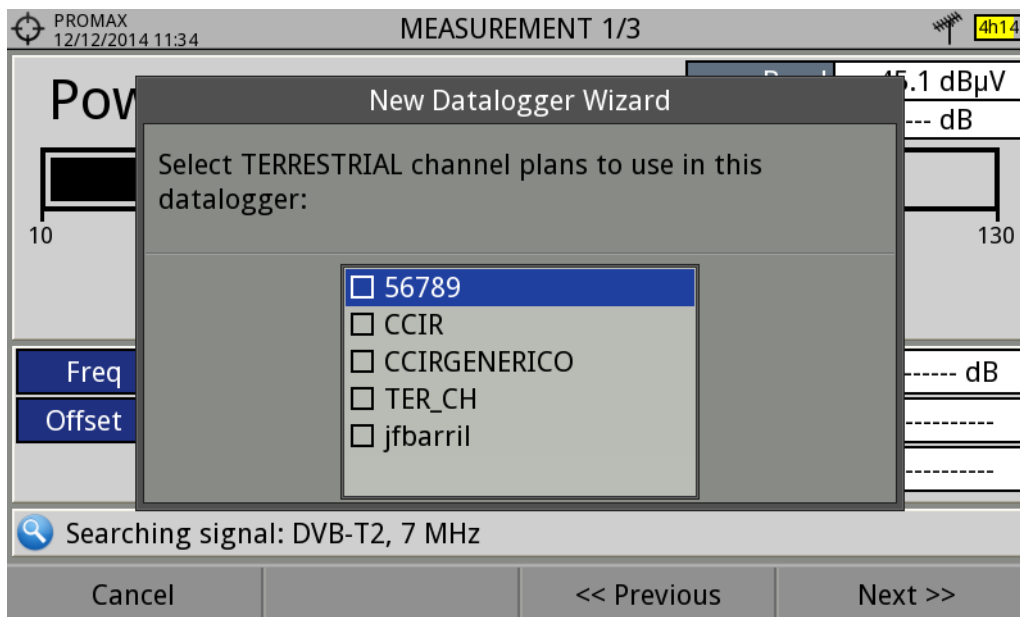 PROMAX
12/12/2014 11:34
MEASUREMENT 1/3
4h14
Pow
45.1 dBµV
--- dB
New Datalogger Wizard
Select TERRESTRIAL channel plans to use in this
datalogger:
10
130
56789
CCIR
CCIRGENERICO
TER_CH
jfbarril
Freq
------ dB
Offset
----------
----------
Searching signal: DVB-T2, 7 MHz
Cancel
<< Previous
Next >>